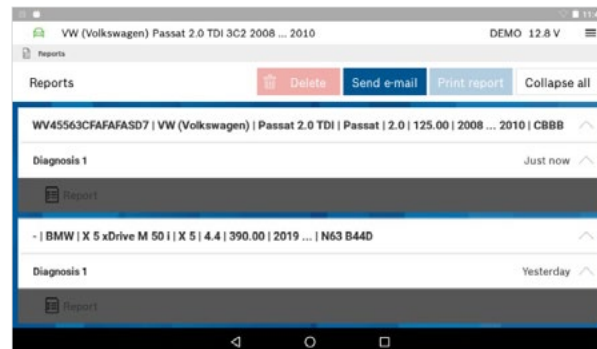 11:4
VW (Volkswagen) Passat 2.0 TDI 3C2 2008 ... 2010 DEMO 12.8 V
Reports
Reports Delete Send e-mail Print report Collapse all
WV45563CFAFAFASD7 | VW (Volkswagen) | Passat 2.0 TDI | Passat | 2.0 | 125.00 | 2008 ... 2010 | CBBB
Diagnosis 1 Just now
Report
- | BMW | X 5 xDrive M 50 i | X 5 | 4.4 | 390.00 | 2019 ... | N63 B44D
Diagnosis 1 Yesterday
Report